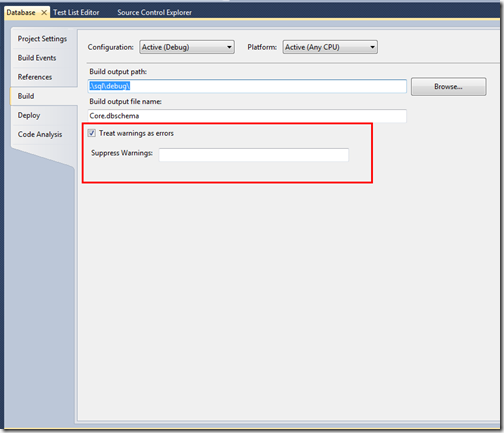 Database Test List Editor Source Control Explorer
Project Settings
Build Events
References
Build
Deploy
Code Analysis
Configuration: Active (Debug) Platform: Active (Any CPU)
Build output path:
.\sql\debug\ Browse...
Build output file name:
Core.dbschema
Treat warnings as errors
Suppress Warnings: